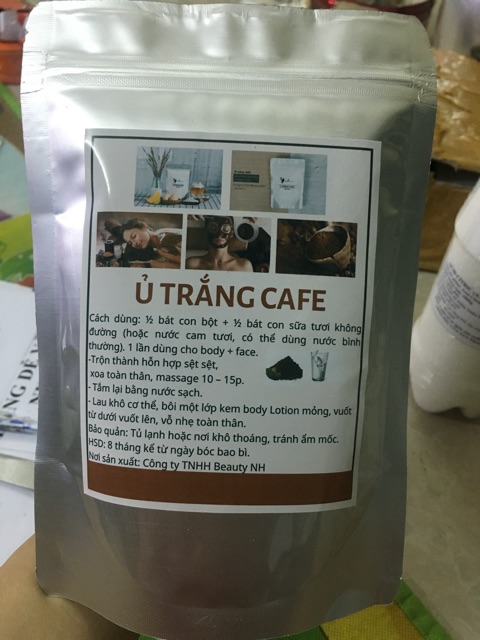 Ủ TRẮNG CAFE
Cách dùng: ½ bát con bột + ½ bát con sữa tươi không
đường (hoặc nước cam tươi, có thể dùng nước bình
thường). 1 lần dùng cho body + face.
-Trộn thành hỗn hợp sệt sệt,
xoa toàn thân, massage 10 – 15p.
- Tắm lại bằng nước sạch.
- Lau khô cơ thể, bôi một lớp kem body Lotion mỏng, vuốt
từ dưới vuốt lên, vỗ nhẹ toàn thân.
Bảo quản: Tủ lạnh hoặc nơi khô thoáng, tránh ẩm mốc.
HSD: 8 tháng kể từ ngày bóc bao bì.
Nơi sản xuất: Công ty TNHH Beauty NH